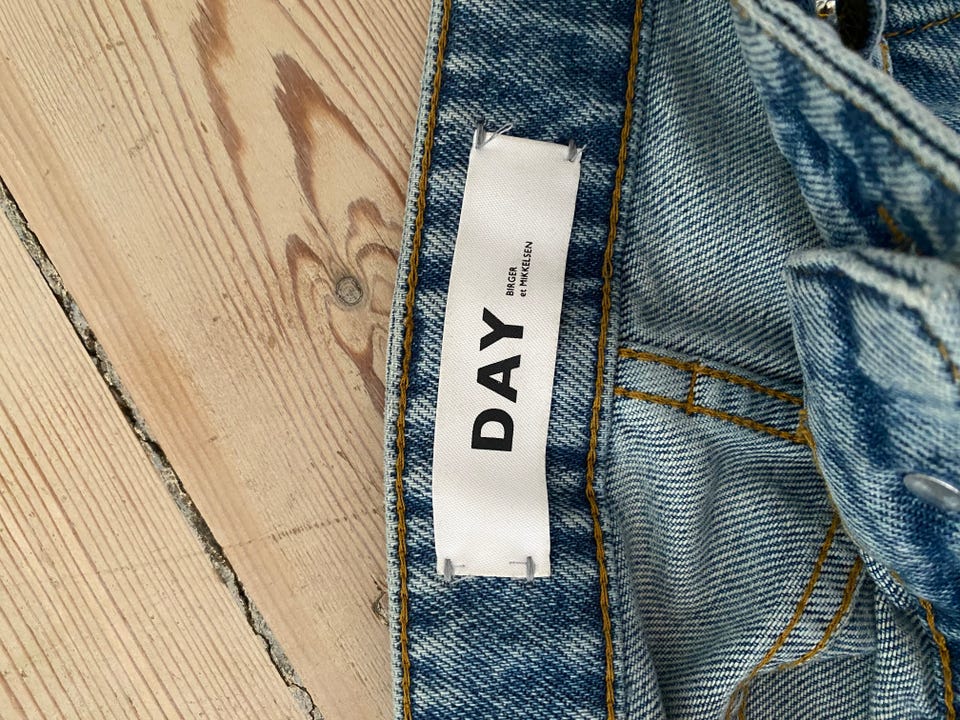 DAY
BIRGER
et MIKKELSEN